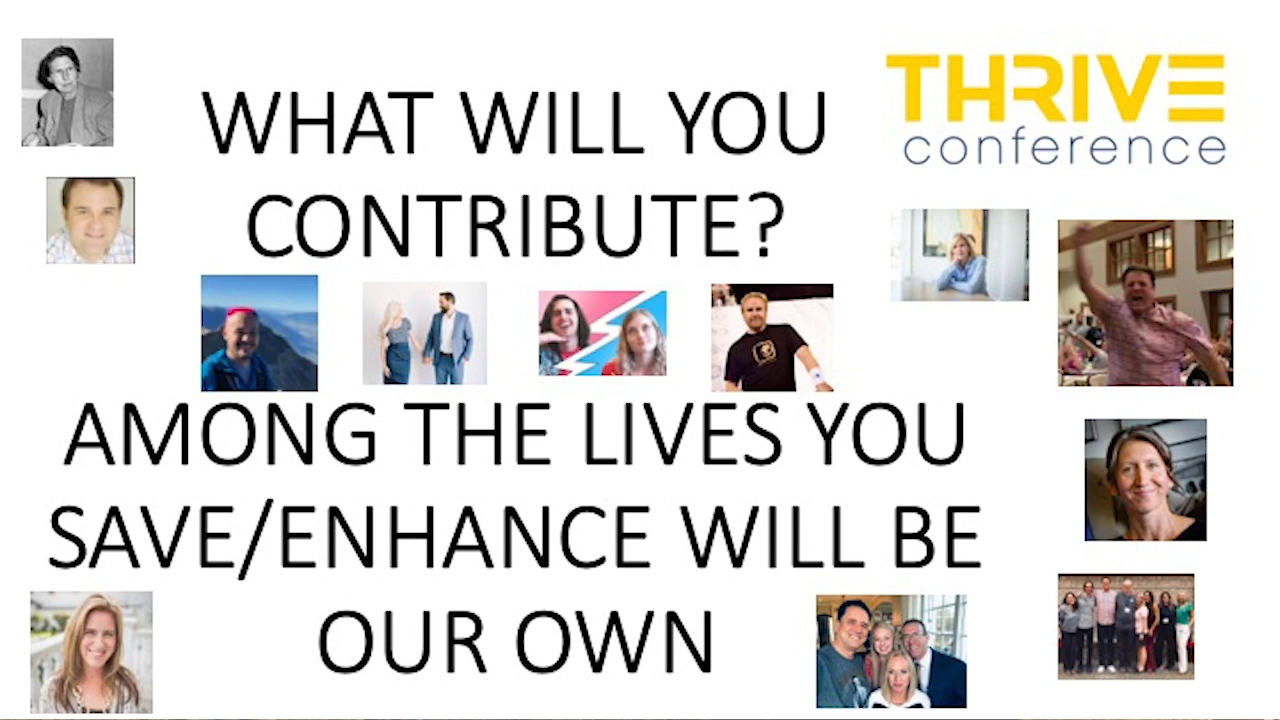 THRIVE
conference
WHAT WILL YOU
CONTRIBUTE?
AMONG THE LIVES YOU
SAVE/ENHANCE WILL BE
OUR OWN